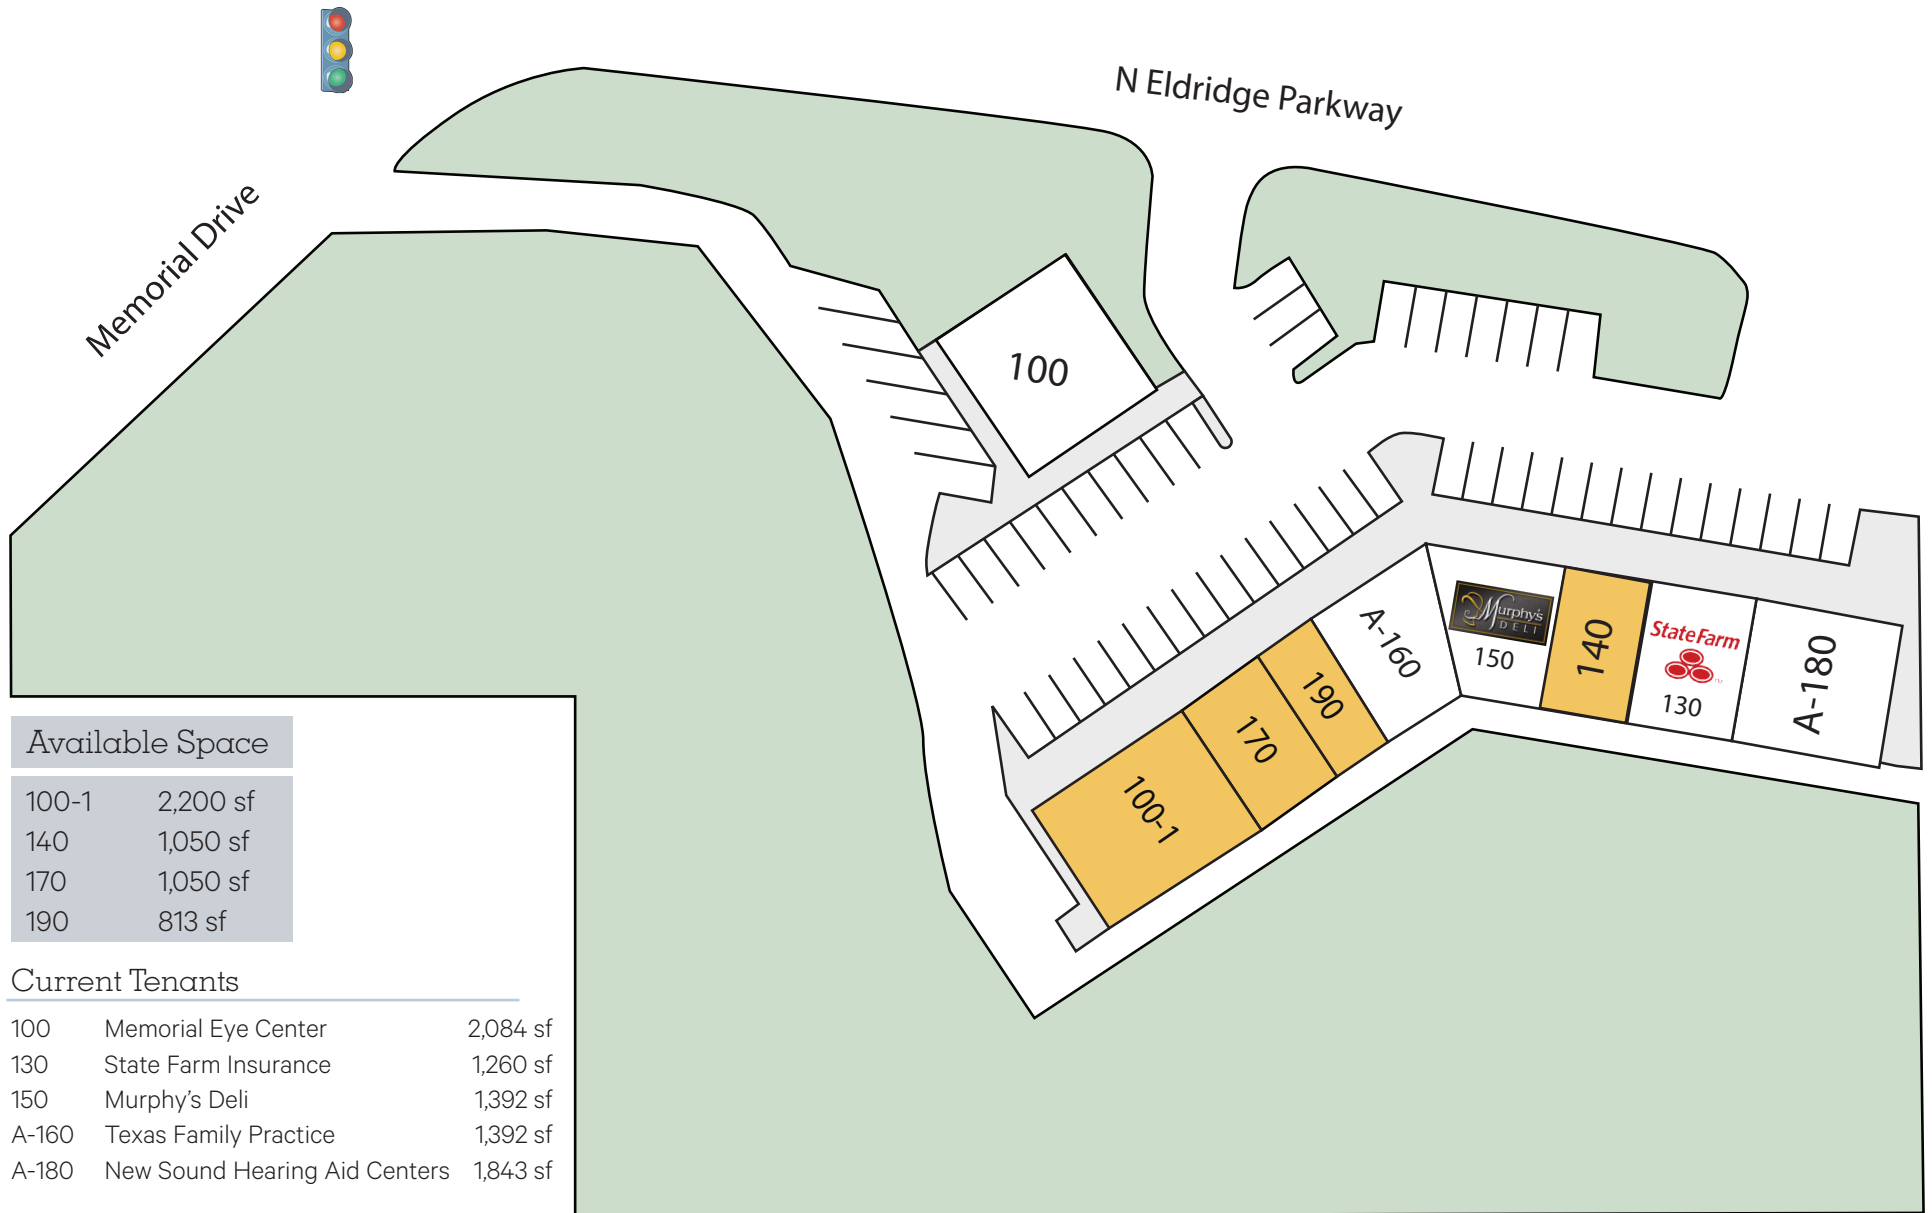 N Eldridge Parkway
Memorial Drive
100
A-160
Murphy's
DELI
150
140
State Farm
TM
130
A-180
190
170
100-1
Available Space
100-1 2,200 sf
140 1,050 sf
170 1,050 sf
190 813 sf
Current Tenants
100 Memorial Eye Center 2,084 sf
130 State Farm Insurance 1,260 sf
150 Murphy’s Deli 1,392 sf
A-160 Texas Family Practice 1,392 sf
A-180 New Sound Hearing Aid Centers 1,843 sf